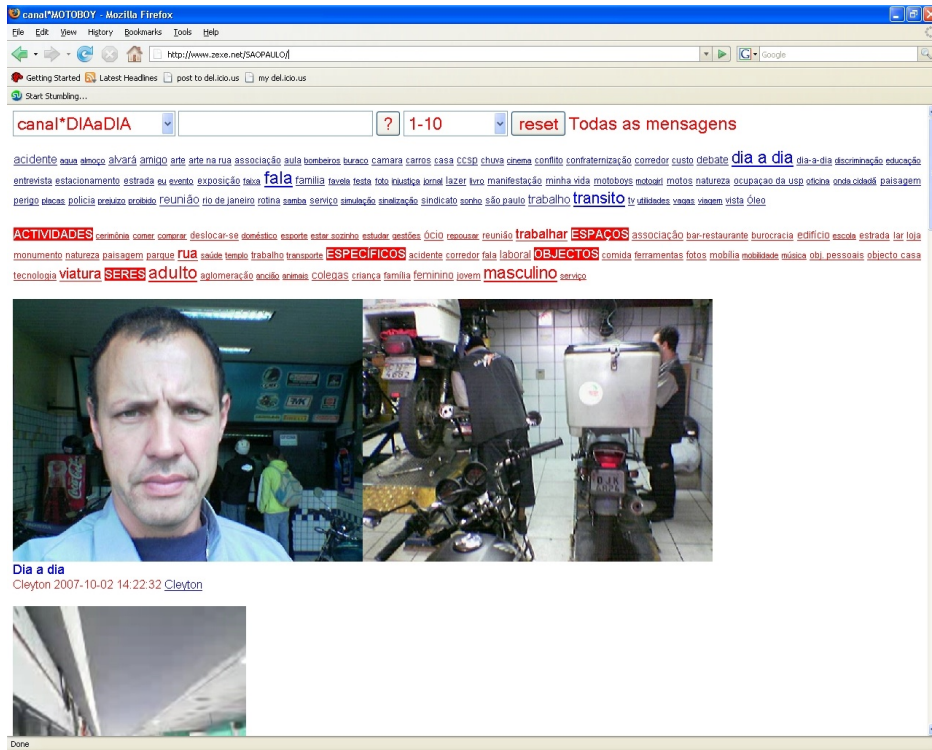 canal*MOTOBOY - Mozilla Firefox
File Edit View History Bookmarks Tools Help
http://www.zexe.net/SAOPAULO/ G Google
Getting Started Latest Headlines post to del.icio.us my del.icio.us
Start Stumbling...
canal*DIAaDIA ? 1-10 reset Todas as mensagens
acidente agua almoço alvará amigo arte arte na rua associação aula bombeiros buraco camara carros casa ccsp chuva cinema conflito confraternização corredor custo debate dia a dia dia-a-dia discriminação educação
entrevista estacionamento estrada eu evento exposição faixa fala familia favela festa foto injustiça jornal lazer livro manifestação minha vida motoboys motogirl motos natureza ocupaçao da usp oficina onda cidadã paisagem
perigo placas policia prejuizo proibido reunião rio de janeiro rotina samba serviço simulação sinalização sindicato sonho são paulo trabalho transito tv utilidades vagas viagem vista Óleo
ACTIVIDADES cerimônia comer comprar deslocar-se doméstico esporte estar sozinho estudar gestões ócio repousar reunião trabalhar ESPAÇOS associação bar-restaurante burocracia edifício escola estrada lar loja
monumento natureza paisagem parque rua saúde templo trabalho transporte ESPECÍFICOS acidente corredor fala laboral OBJECTOS comida ferramentas fotos mobília mobilidade música obj. pessoais objecto casa
tecnologia viatura SERES adulto aglomeração ancião animais colegas criança família feminino jovem masculino serviço
Coca-Cola
Dia a dia
Cleyton 2007-10-02 14:22:32 Cleyton
Done